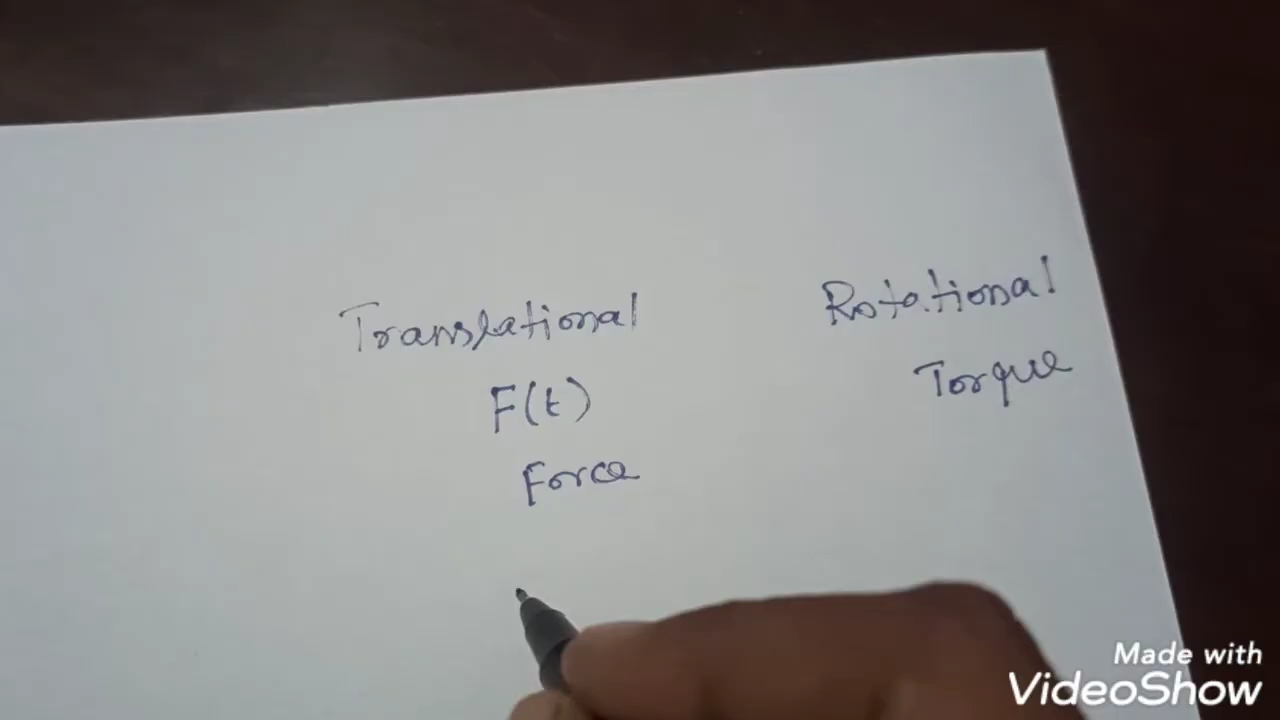 Translational Rotational
F(t) Torque
Force
Made with
VideoShow